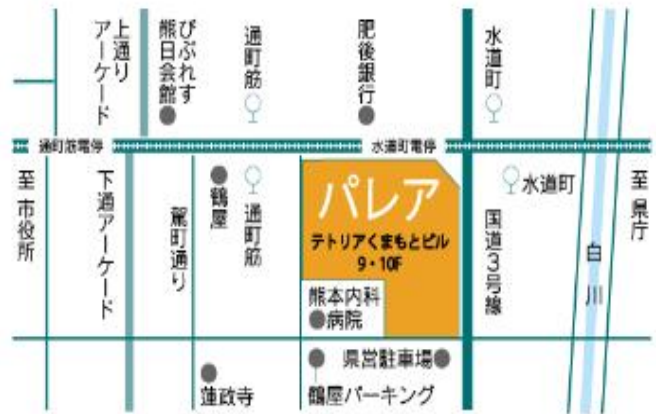 上通り
アーケード
びぷれす
熊日会館
通町筋
肥後銀行
水道町
通町筋電停
水道町電停
至 市役所
下通アーケード
駕町通り
鶴屋
通町筋
パレア
テトリアくまもとビル
9・10F
熊本内科
病院
国道3号線
水道町
白川
至 県庁
蓮政寺
県営駐車場
鶴屋パーキング